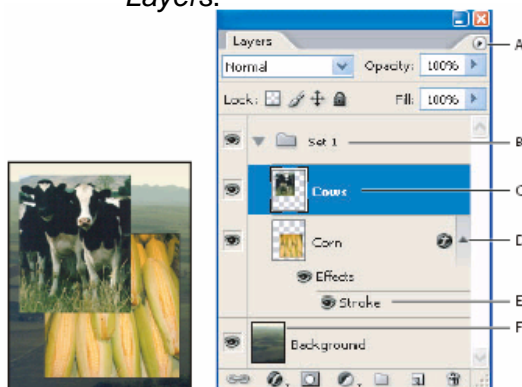 Layers.
Layers
A
Normal Opacity: 100%
Lock: Fill: 100%
Set 1 B
Cows C
Corn D
Effects
Stroke E
F
Background